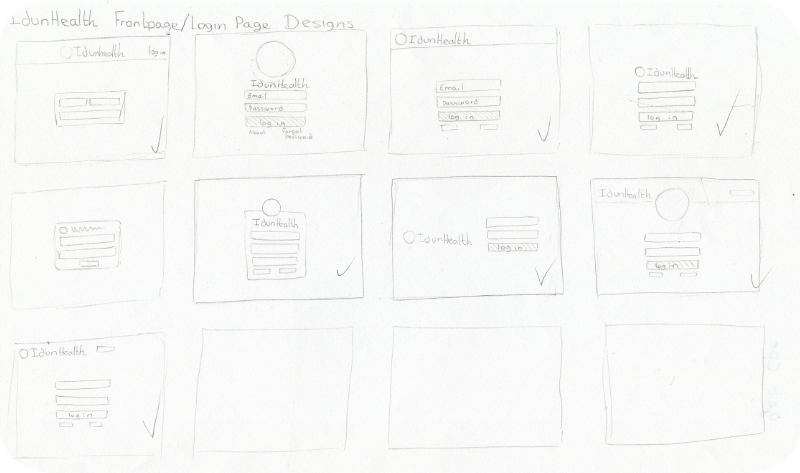 IdunHealth Frontpage/Login Page Designs
IdunHealth log in
IdunHealth
Email
Password
log in
About Forgot
Password
IdunHealth
Email
Password
log in
IdunHealth
log in
IdunHealth
IdunHealth
log in
IdunHealth
log in
IdunHealth
log in